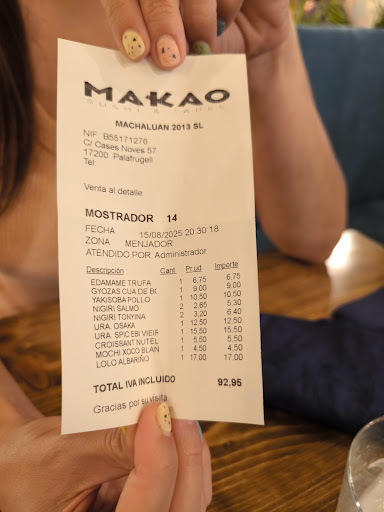 MAKAO
SUSHI & TAPAS
MACHALUAN 2013 SL
NIF B55171276
C/ Cases Noves 57
17200 Palafrugell
Tel
Venta al detalle
MOSTRADOR 14
FECHA 15/08/2025 20:30 18
ZONA MENJADOR
ATENDIDO POR Administrador
Descripción Cant Pr.ud Importe
EDAMAME TRUFA 1 6,75 6,75
GYOZAS CUA DE BO 1 9,00 9,00
YAKISOBA POLLO 1 10,50 10,50
NIGIRI SALMÓ 2 2,65 5,30
NIGIRI TONYINA 2 3,20 6,40
URA. OSAKA 1 12,50 12,50
URA. SPIC EBI VIEIR 1 15,50 15,50
CROISSANT NUTEL 1 5,50 5,50
MOCHI XOCO BLAN 1 4,50 4,50
LOLO ALBARIÑO 1 17,00 17,00
TOTAL IVA INCLUIDO 92,95
Gracias por su visita